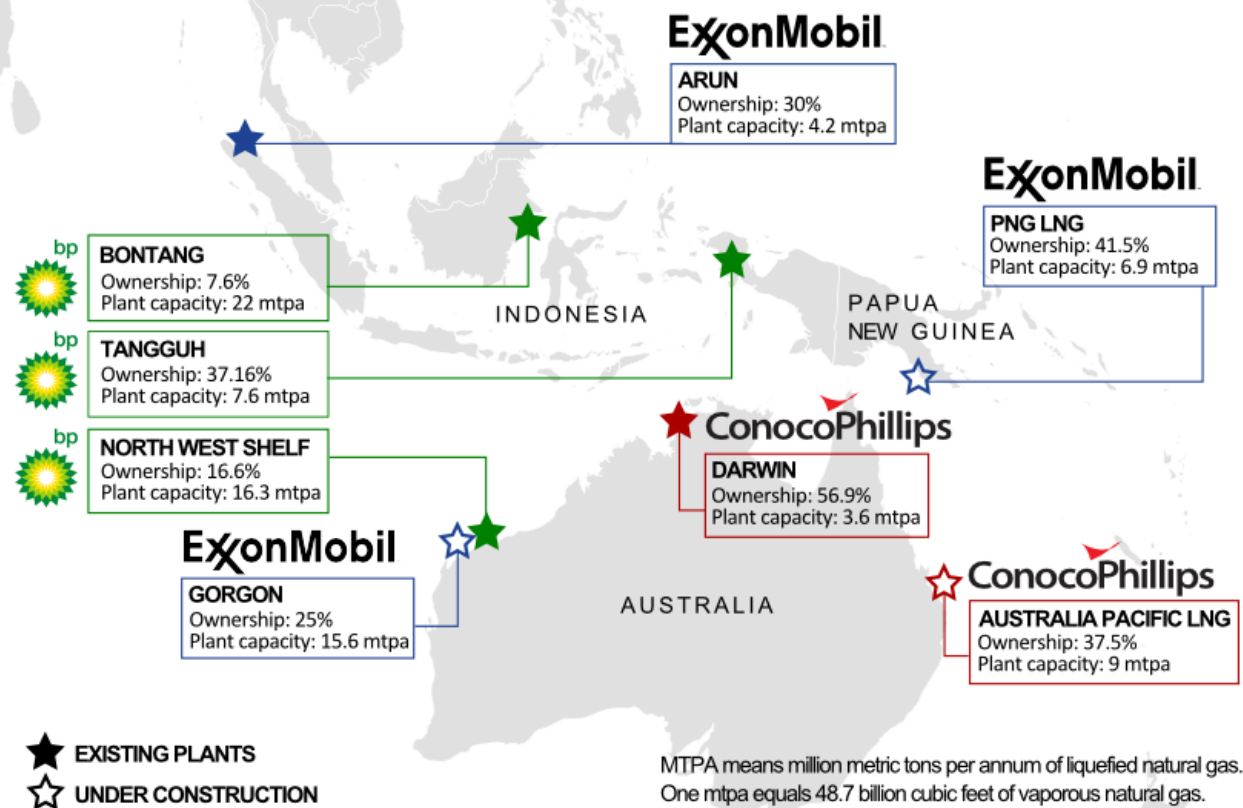 ExxonMobil
ARUN
Ownership: 30%
Plant capacity: 4.2 mtpa
ExxonMobil
PNG LNG
Ownership: 41.5%
Plant capacity: 6.9 mtpa
bp
BONTANG
Ownership: 7.6%
Plant capacity: 22 mtpa
INDONESIA
PAPUA
NEW GUINEA
bp
TANGGUH
Ownership: 37.16%
Plant capacity: 7.6 mtpa
bp
NORTH WEST SHELF
Ownership: 16.6%
Plant capacity: 16.3 mtpa
ConocoPhillips
DARWIN
Ownership: 56.9%
Plant capacity: 3.6 mtpa
ExxonMobil
GORGON
Ownership: 25%
Plant capacity: 15.6 mtpa
AUSTRALIA
ConocoPhillips
AUSTRALIA PACIFIC LNG
Ownership: 37.5%
Plant capacity: 9 mtpa
EXISTING PLANTS
UNDER CONSTRUCTION
MTPA means million metric tons per annum of liquefied natural gas.
One mtpa equals 48.7 billion cubic feet of vaporous natural gas.